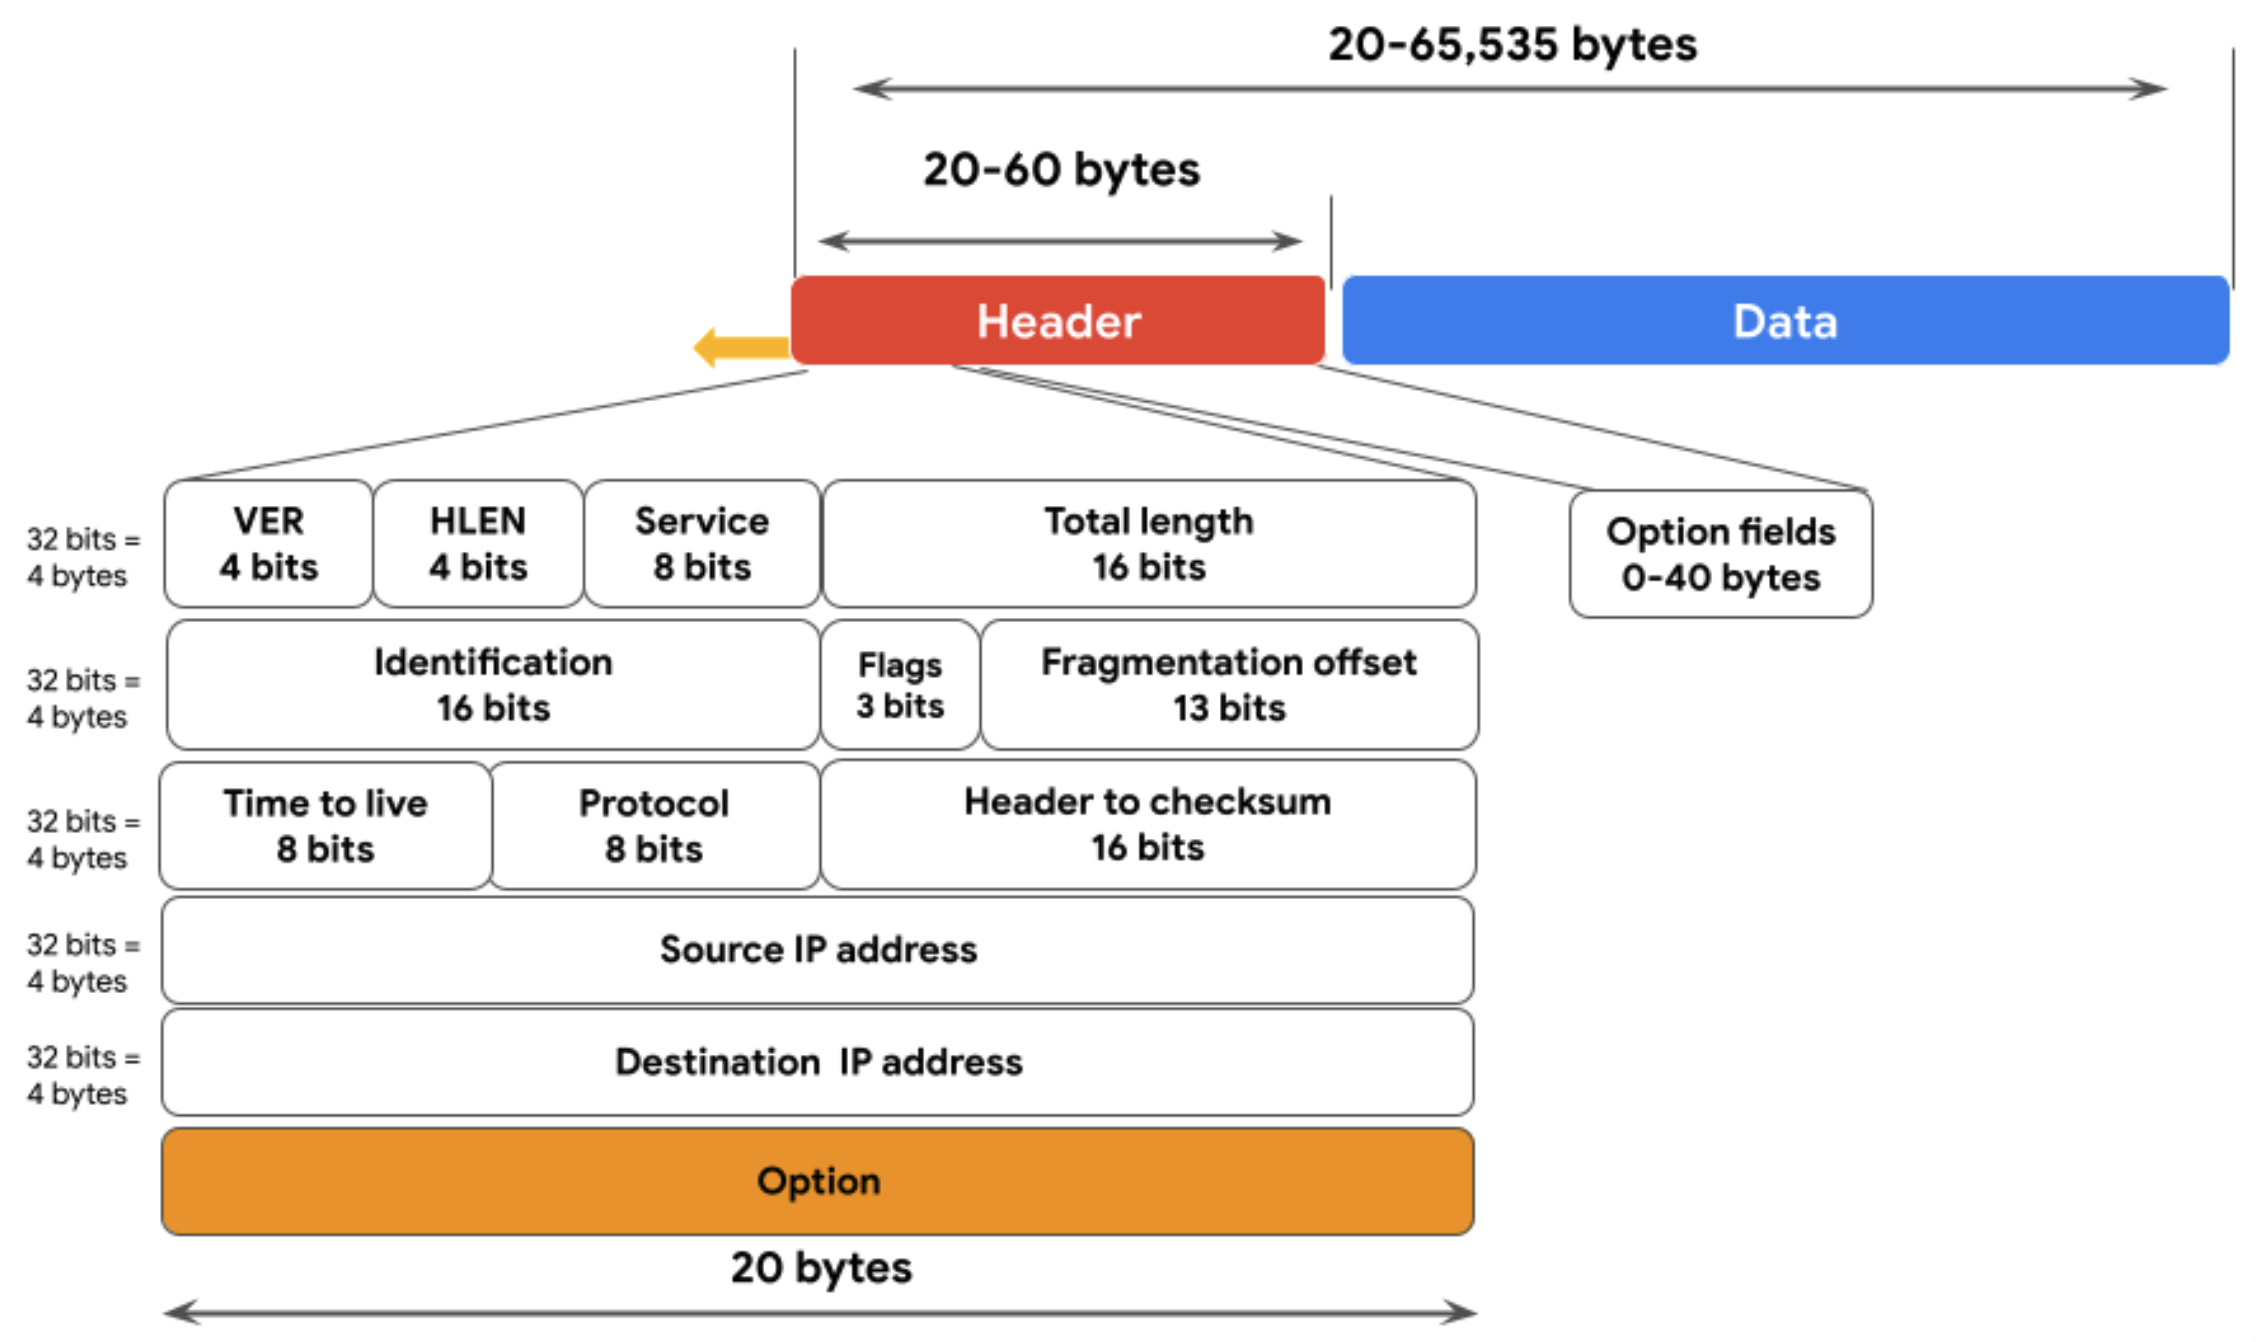 20-65,535 bytes
20-60 bytes
Header
Data
32 bits =
4 bytes
VER
4 bits
HLEN
4 bits
Service
8 bits
Total length
16 bits
Option fields
0-40 bytes
32 bits =
4 bytes
Identification
16 bits
Flags
3 bits
Fragmentation offset
13 bits
32 bits =
4 bytes
Time to live
8 bits
Protocol
8 bits
Header to checksum
16 bits
32 bits =
4 bytes
Source IP address
32 bits =
4 bytes
Destination IP address
Option
20 bytes